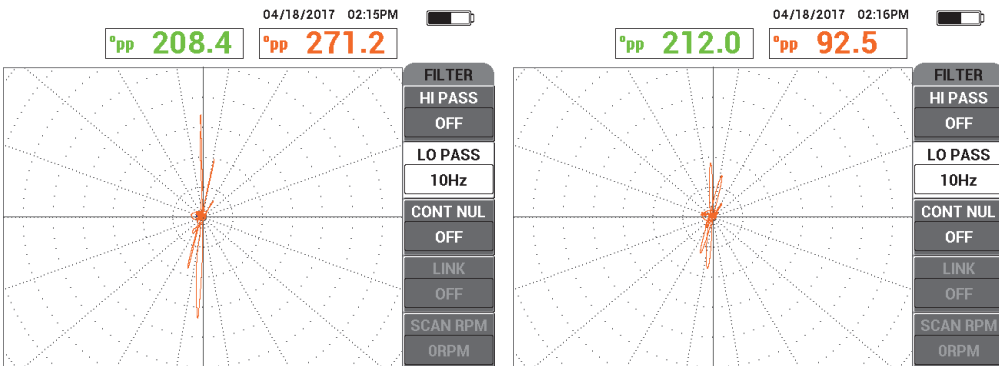 04/18/2017 02:15PM
°pp 208.4 °pp 271.2
FILTER
HI PASS
OFF
LO PASS
10Hz
CONT NUL
OFF
LINK
OFF
SCAN RPM
0RPM
04/18/2017 02:16PM
°pp 212.0 °pp 92.5
FILTER
HI PASS
OFF
LO PASS
10Hz
CONT NUL
OFF
LINK
OFF
SCAN RPM
0RPM